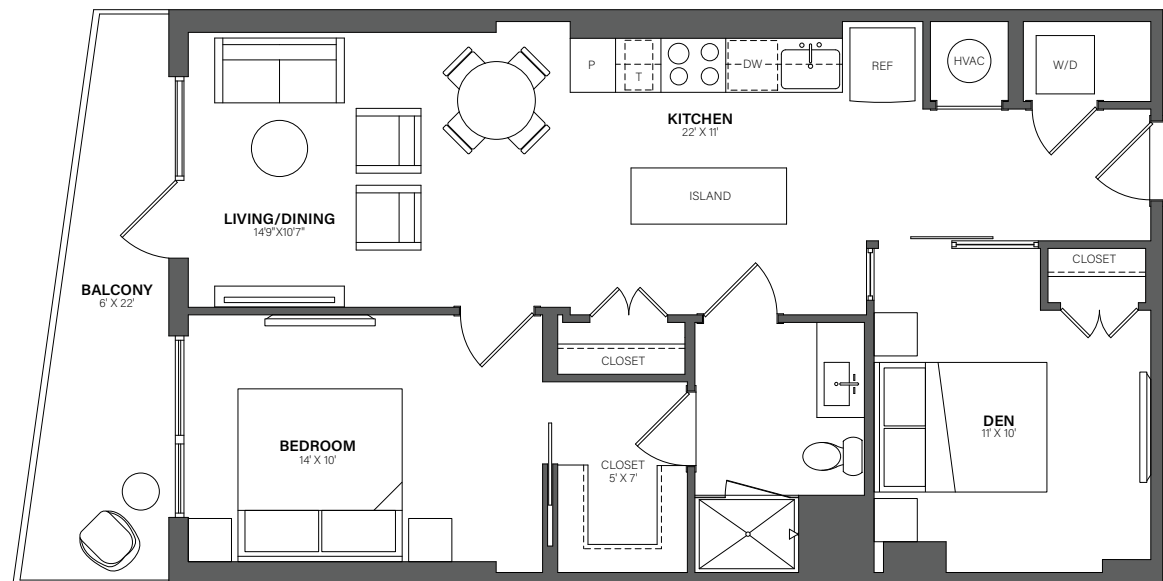 P
T
DW
REF
HVAC
W/D
KITCHEN
22' X 11'
ISLAND
LIVING/DINING
14'9"X10'7"
BALCONY
6' X 22'
CLOSET
CLOSET
BEDROOM
14' X 10'
CLOSET
5' X 7'
DEN
11' X 10'